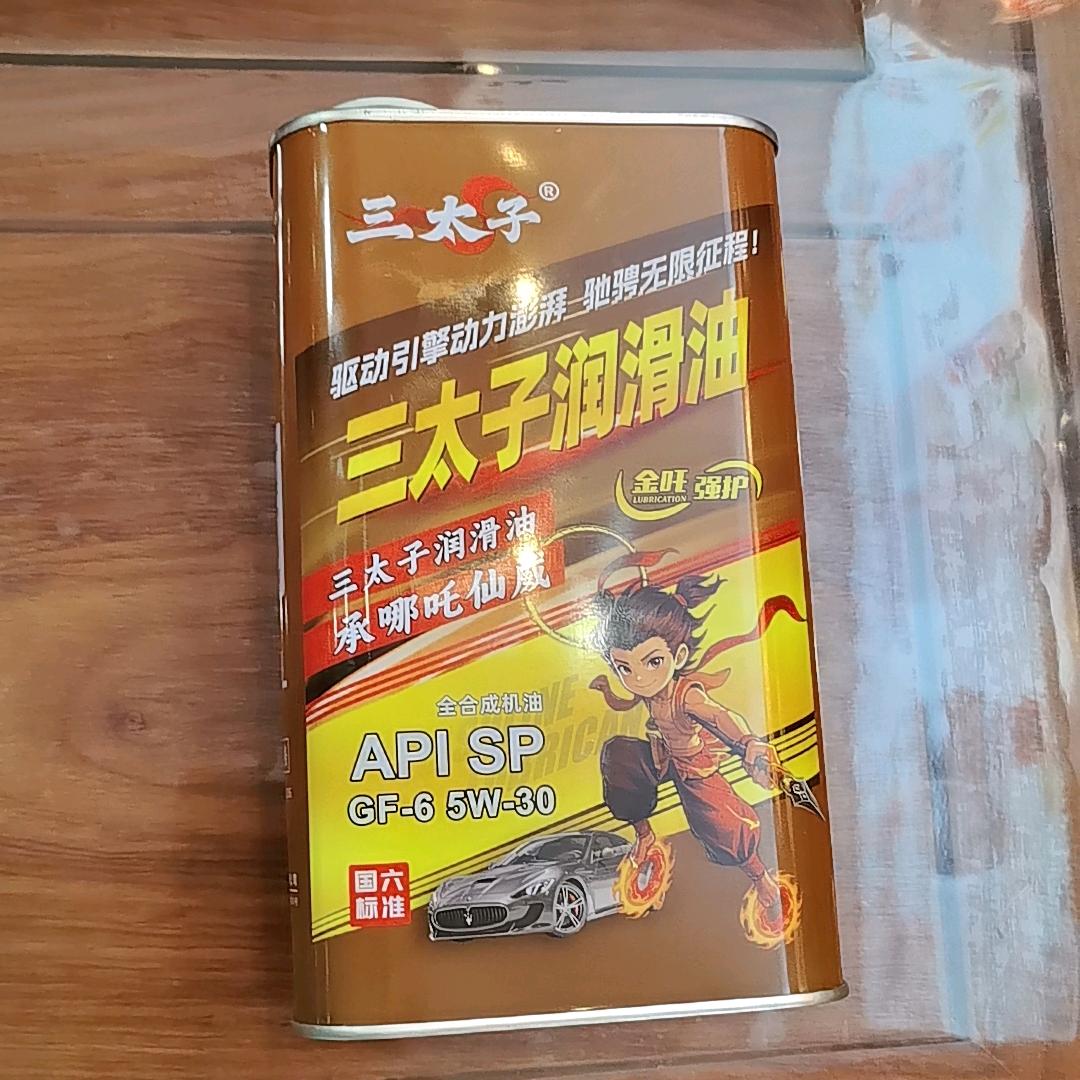 三太子®
驱动引擎动力澎湃 驰骋无限征程!
三太子润滑油
金吒 强护
LUBRICATION
三太子润滑油
承哪吒仙威
全合成机油
API SP
GF-6 5W-30
国六
标准